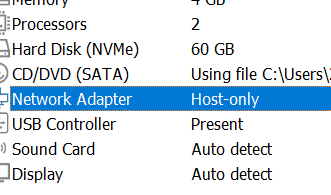 Memory 4 GB
Processors 2
Hard Disk (NVMe) 60 GB
CD/DVD (SATA) Using file C:\Users\
Network Adapter Host-only
USB Controller Present
Sound Card Auto detect
Display Auto detect